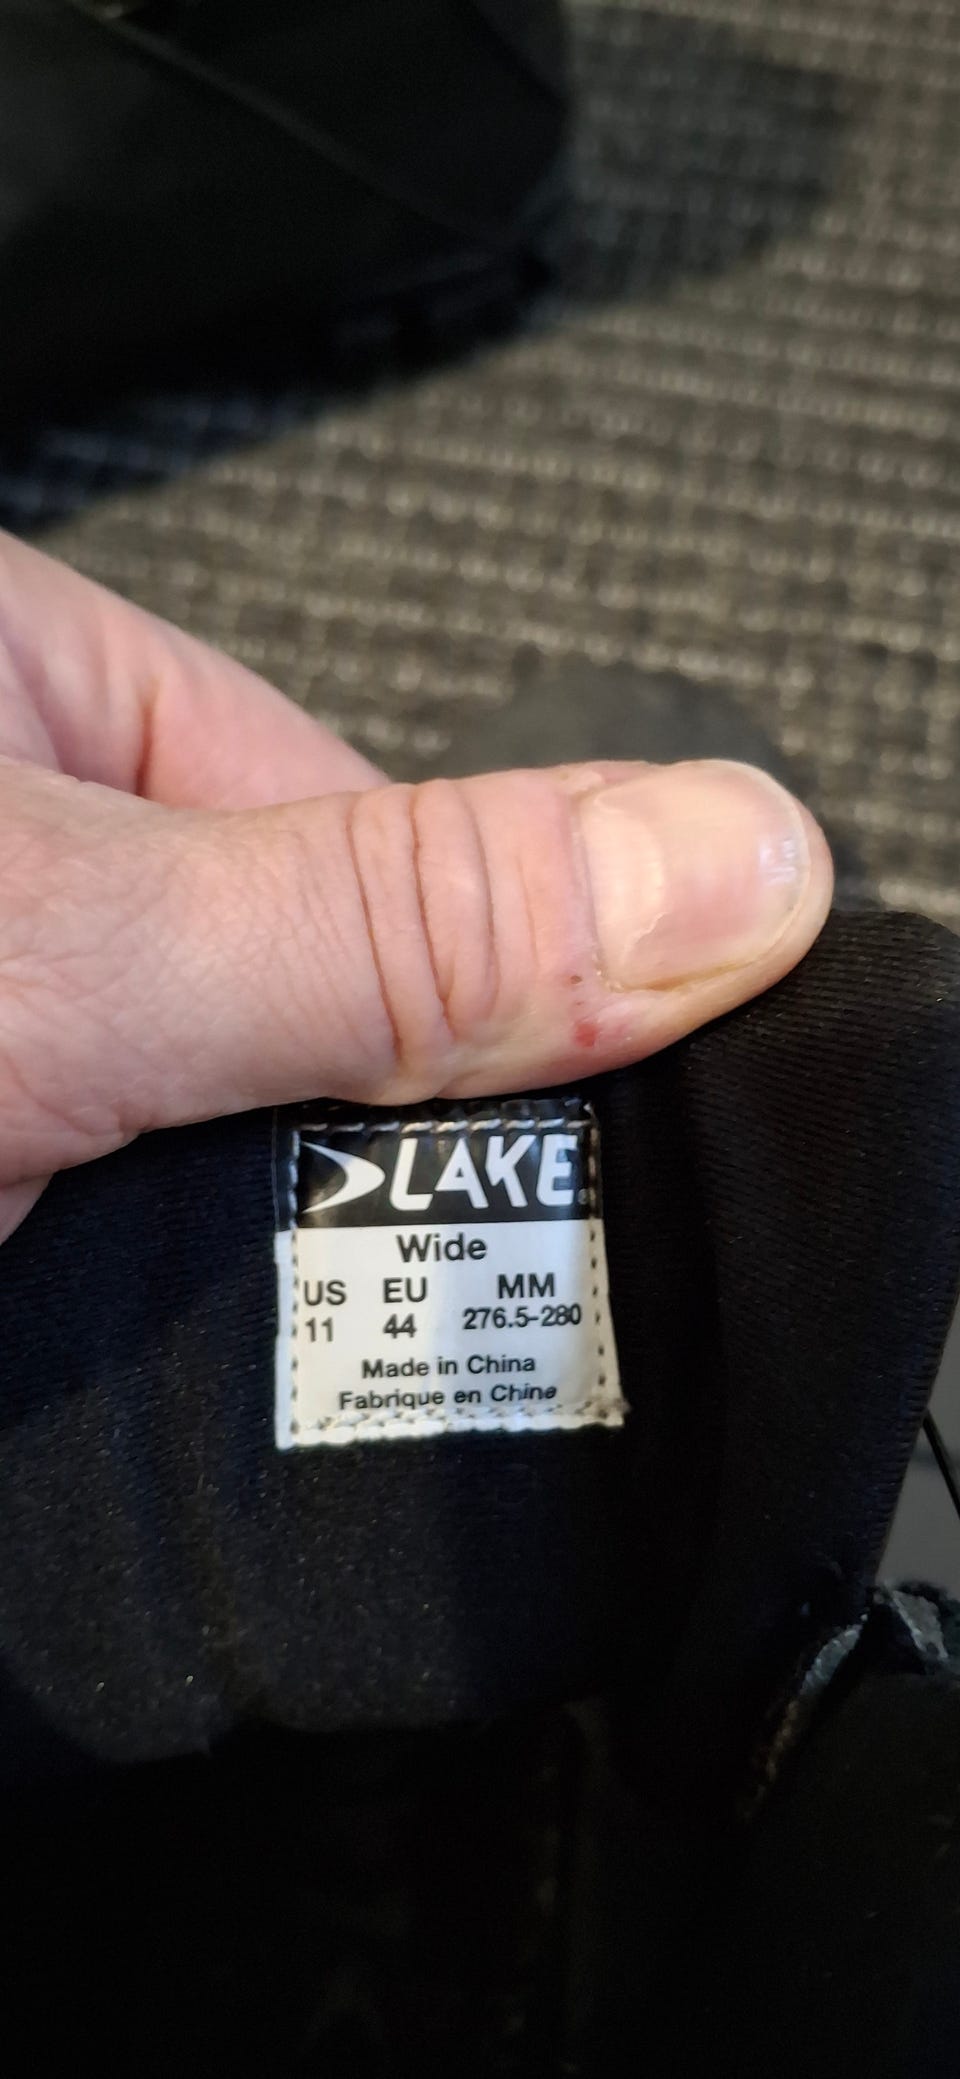 LAKE
Wide
US EU MM
11 44 276.5-280
Made in China
Fabrique en Chine